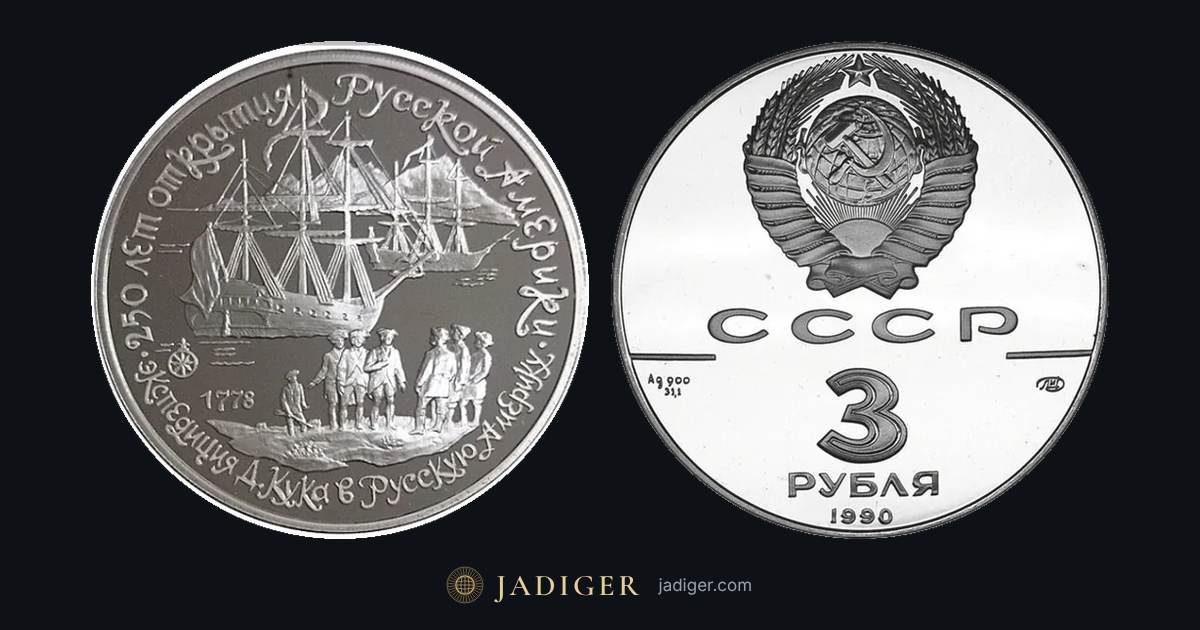 250 лет открытия Русской Америки
экспедиция Д. Кука в Русскую Америку
1778
СССР
Ag 900
31,1
ЛМД
3
РУБЛЯ
1990
JADIGER
jadiger.com